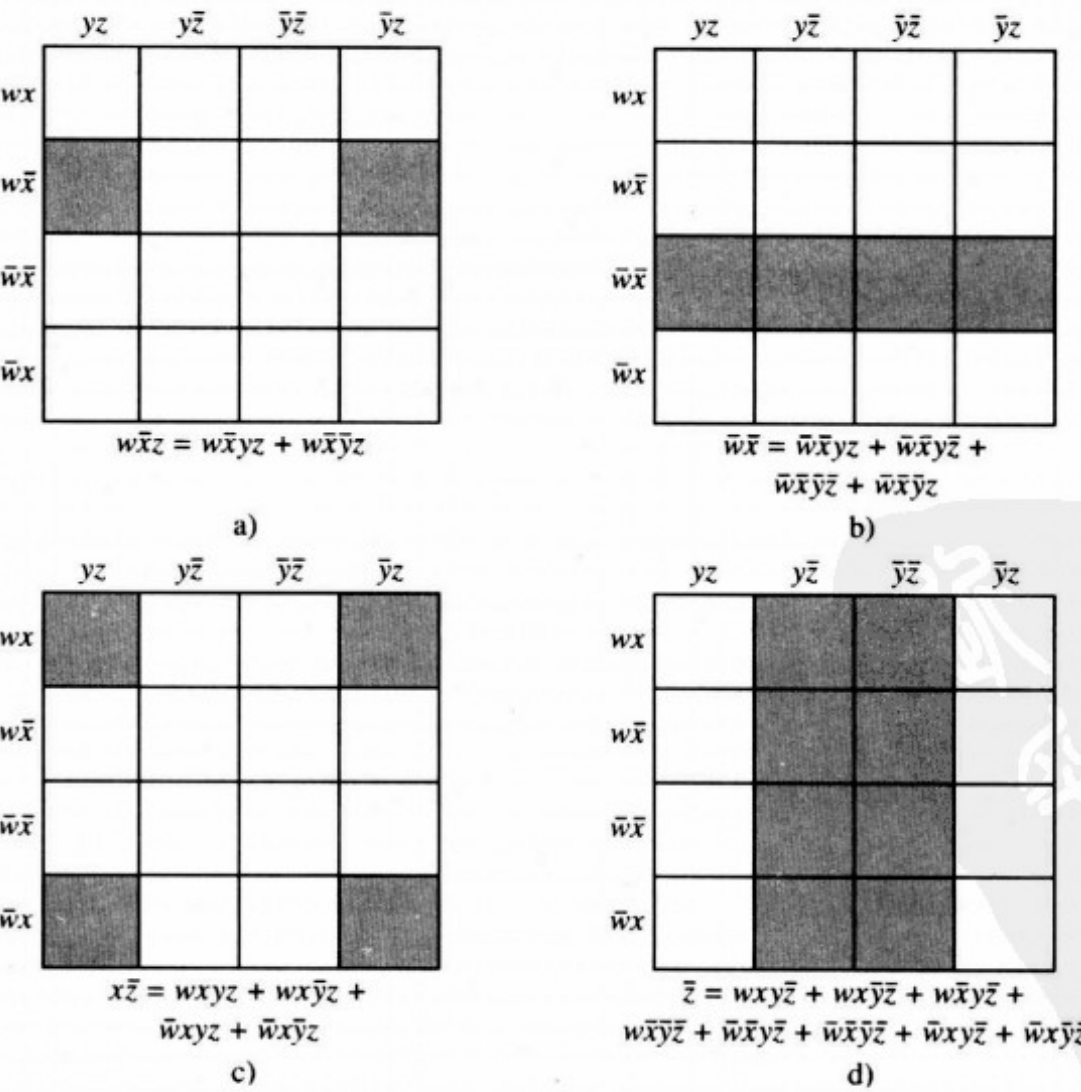 yz yz̄ ȳz̄ ȳz
wx
wx̄
w̄x̄
w̄x
wx̄z = wx̄yz + wx̄ȳz
a)
yz yz̄ ȳz̄ ȳz
wx
wx̄
w̄x̄
w̄x
w̄x̄ = w̄x̄yz + w̄x̄yz̄ +
w̄x̄ȳz̄ + w̄x̄ȳz
b)
yz yz̄ ȳz̄ ȳz
wx
wx̄
w̄x̄
w̄x
xz̄ = wxyz + wxȳz +
w̄xyz + w̄xȳz
c)
yz yz̄ ȳz̄ ȳz
wx
wx̄
w̄x̄
w̄x
z̄ = wxyz̄ + wxȳz̄ + wx̄yz̄ +
wx̄ȳz̄ + w̄x̄yz̄ + w̄x̄ȳz̄ + w̄xyz̄ + w̄xȳz̄
d)